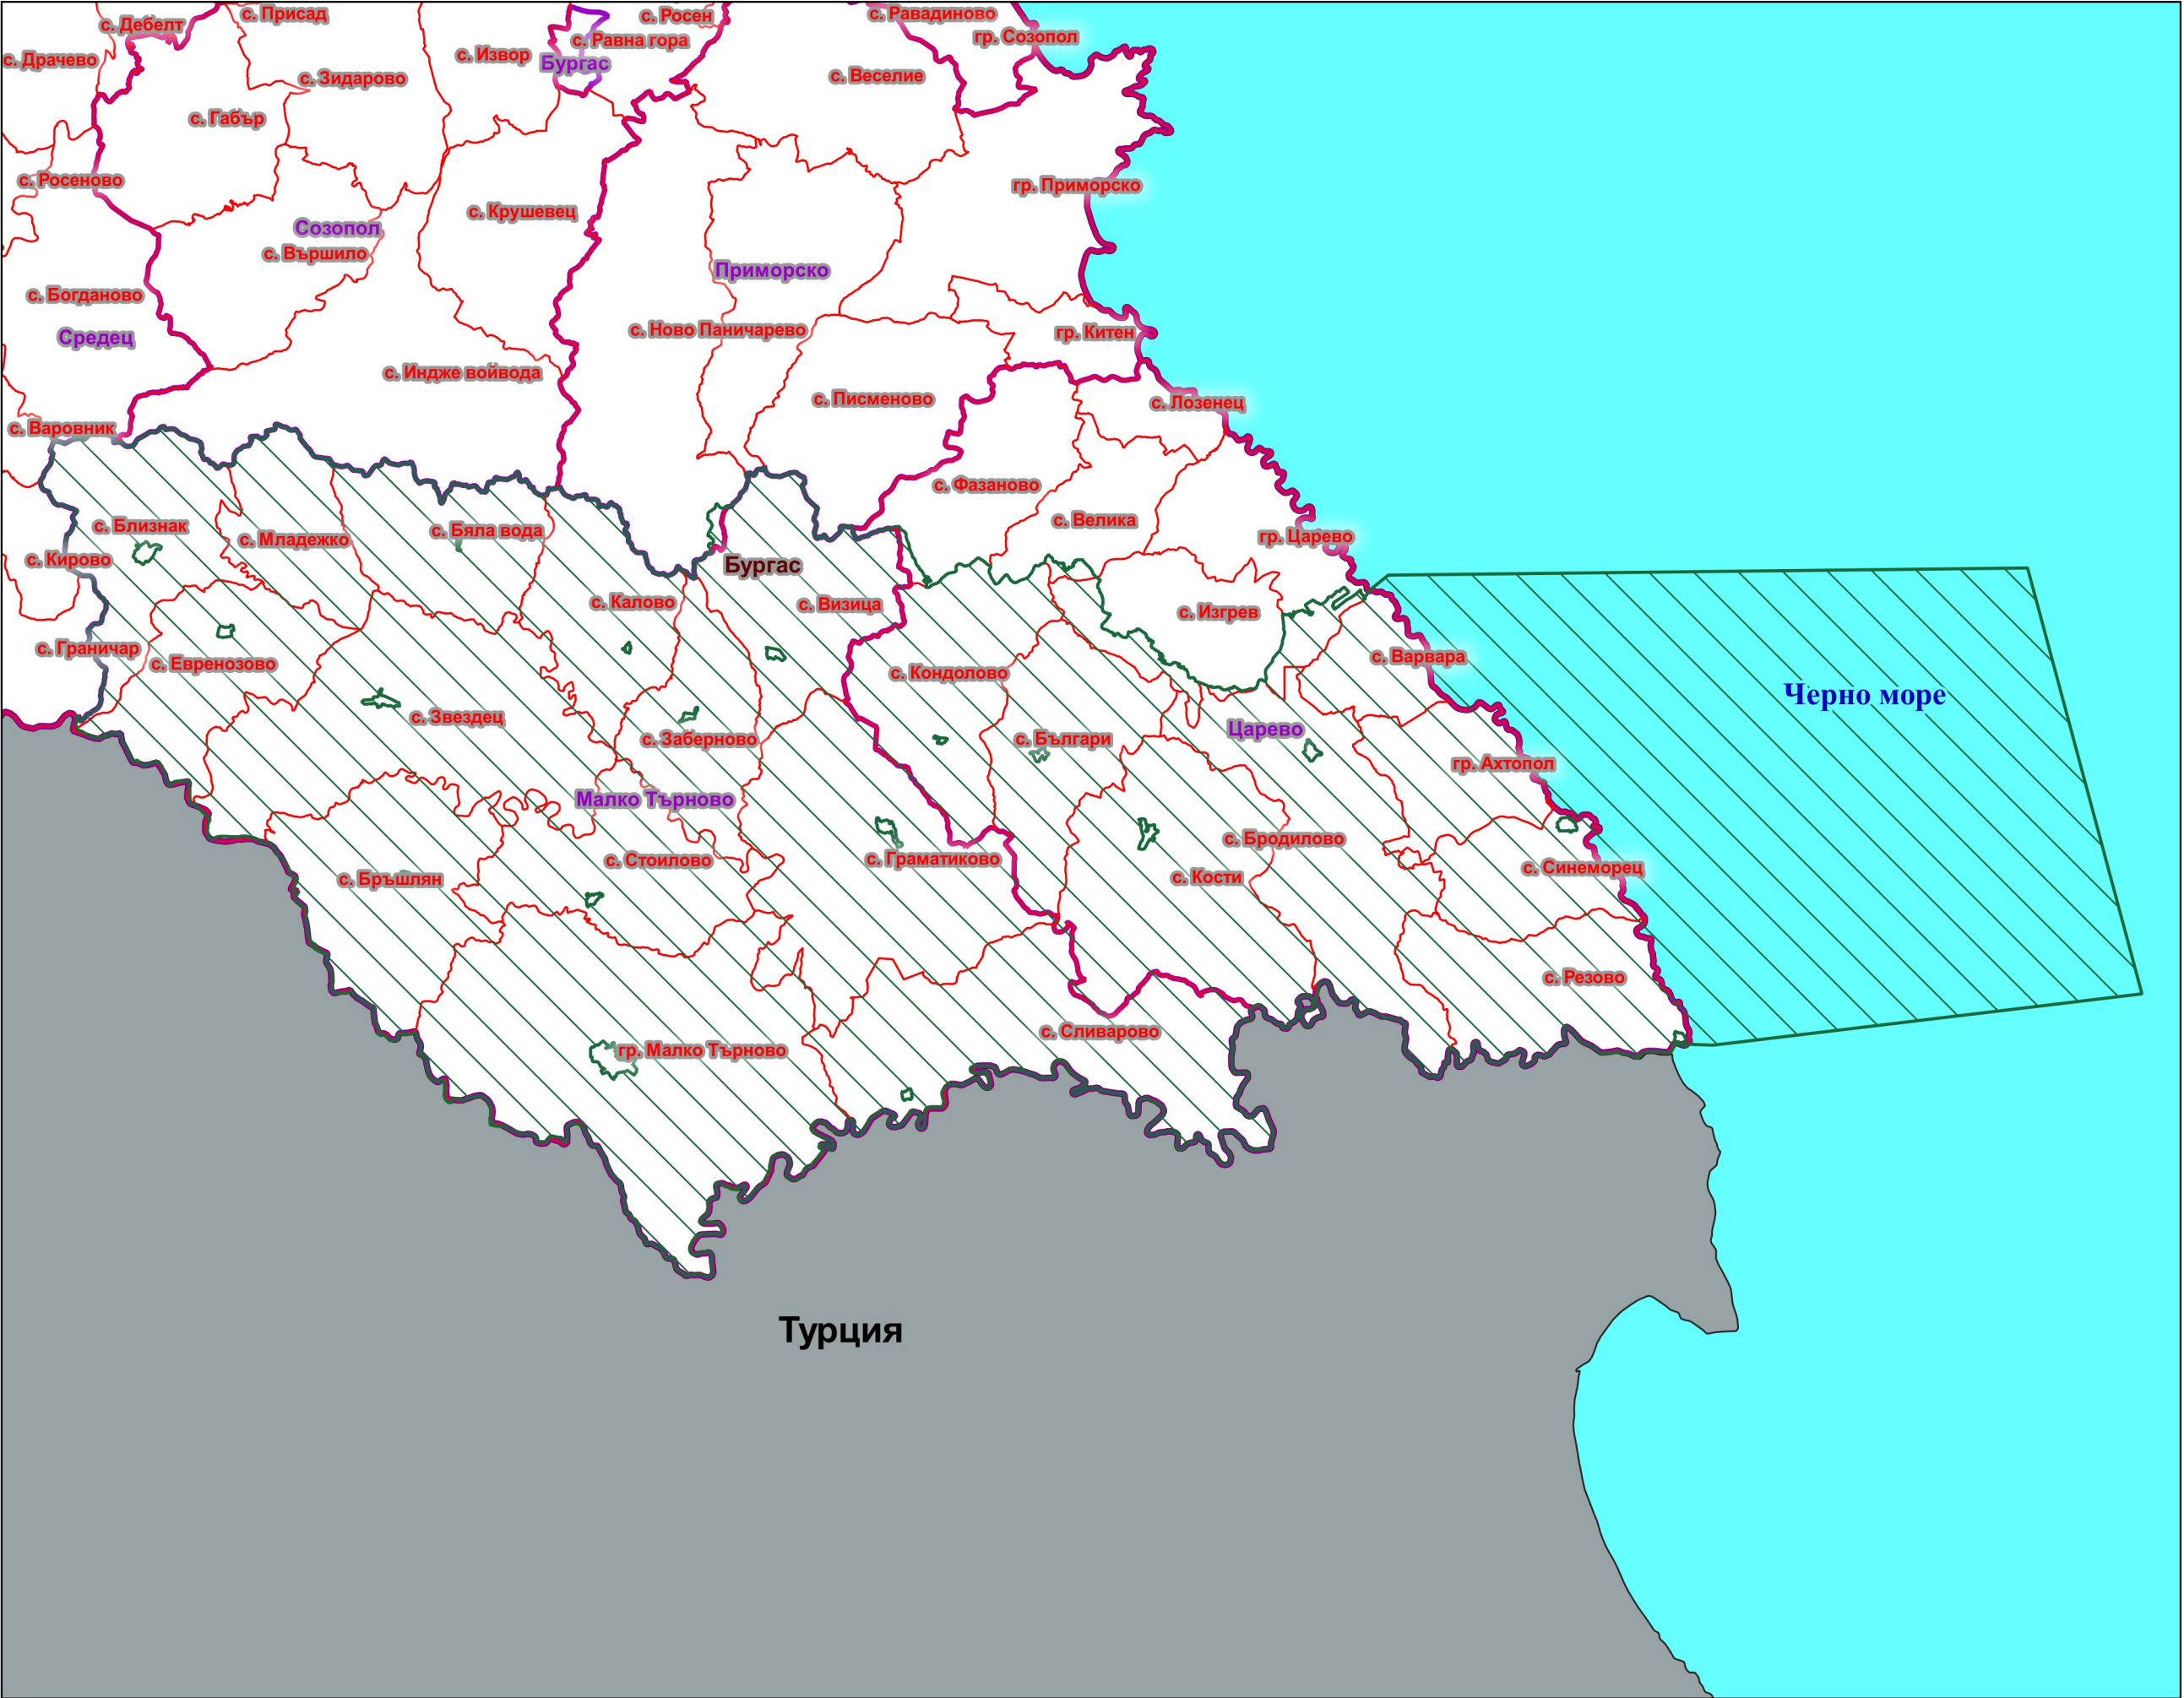 с. Присад
с. Росен
с. Равадиново
с. Дебелт
гр. Созопол
с. Равна гора
с. Извор
с. Драчево
Бургас
с. Зидарово
с. Веселие
с. Габър
с. Росеново
гр. Приморско
с. Крушевец
Созопол
с. Вършило
Приморско
с. Богданово
с. Ново Паничарево
гр. Китен
Средец
с. Индже войвода
с. Писменово
с. Лозенец
с. Варовник
с. Фазаново
с. Велика
с. Близнак
с. Бяла вода
гр. Царево
с. Младежко
с. Кирово
Бургас
с. Калово
с. Визица
с. Изгрев
с. Граничар
с. Варвара
с. Евренозово
с. Кондолово
Черно море
с. Звездец
Царево
с. Заберново
с. Българи
гр. Ахтопол
Малко Търново
с. Бродилово
с. Стоилово
с. Граматиково
с. Синеморец
с. Бръшлян
с. Кости
с. Резово
с. Сливарово
гр. Малко Търново
Турция